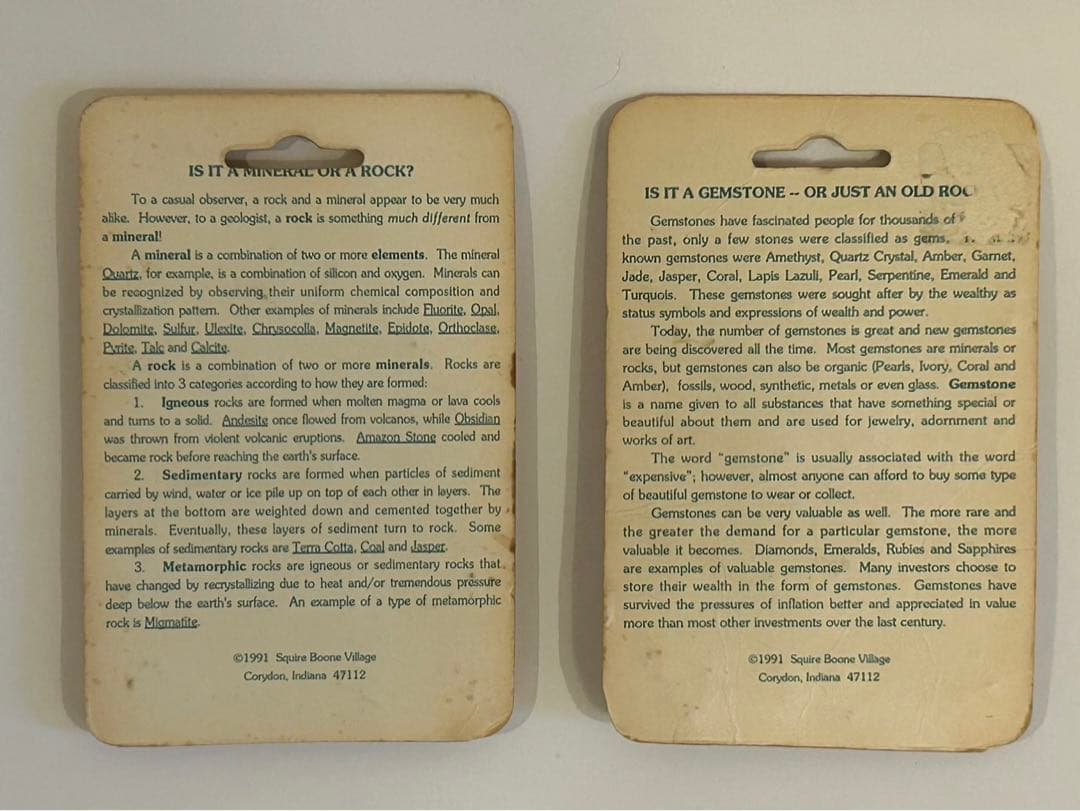 IS IT A MINERAL OR A ROCK?
To a casual observer, a rock and a mineral appear to be very much
alike. However, to a geologist, a rock is something much different from
a mineral!
A mineral is a combination of two or more elements. The mineral
Quartz, for example, is a combination of silicon and oxygen. Minerals can
be recognized by observing their uniform chemical composition and
crystallization pattern. Other examples of minerals include Fluorite, Opal,
Dolomite, Sulfur, Ulexite, Chrysocolla, Magnetite, Epidote, Orthoclase,
Pyrite, Talc and Calcite.
A rock is a combination of two or more minerals. Rocks are
classified into 3 categories according to how they are formed:
1. Igneous rocks are formed when molten magma or lava cools
and turns to a solid. Andesite once flowed from volcanos, while Obsidian
was thrown from violent volcanic eruptions. Amazon Stone cooled and
became rock before reaching the earth's surface.
2. Sedimentary rocks are formed when particles of sediment
carried by wind, water or ice pile up on top of each other in layers. The
layers at the bottom are weighted down and cemented together by
minerals. Eventually, these layers of sediment turn to rock. Some
examples of sedimentary rocks are Terra Cotta, Coal and Jasper.
3. Metamorphic rocks are igneous or sedimentary rocks that
have changed by recrystallizing due to heat and/or tremendous pressure
deep below the earth's surface. An example of a type of metamorphic
rock is Migmatite.
©1991 Squire Boone Village
Corydon, Indiana 47112
IS IT A GEMSTONE -- OR JUST AN OLD ROC
Gemstones have fascinated people for thousands of
the past, only a few stones were classified as gems.
known gemstones were Amethyst, Quartz Crystal, Amber, Garnet,
Jade, Jasper, Coral, Lapis Lazuli, Pearl, Serpentine, Emerald and
Turquois. These gemstones were sought after by the wealthy as
status symbols and expressions of wealth and power.
Today, the number of gemstones is great and new gemstones
are being discovered all the time. Most gemstones are minerals or
rocks, but gemstones can also be organic (Pearls, Ivory, Coral and
Amber), fossils, wood, synthetic, metals or even glass. Gemstone
is a name given to all substances that have something special or
beautiful about them and are used for jewelry, adornment and
works of art.
The word "gemstone" is usually associated with the word
"expensive"; however, almost anyone can afford to buy some type
of beautiful gemstone to wear or collect.
Gemstones can be very valuable as well. The more rare and
the greater the demand for a particular gemstone, the more
valuable it becomes. Diamonds, Emeralds, Rubies and Sapphires
are examples of valuable gemstones. Many investors choose to
store their wealth in the form of gemstones. Gemstones have
survived the pressures of inflation better and appreciated in value
more than most other investments over the last century.
©1991 Squire Boone Village
Corydon, Indiana 47112